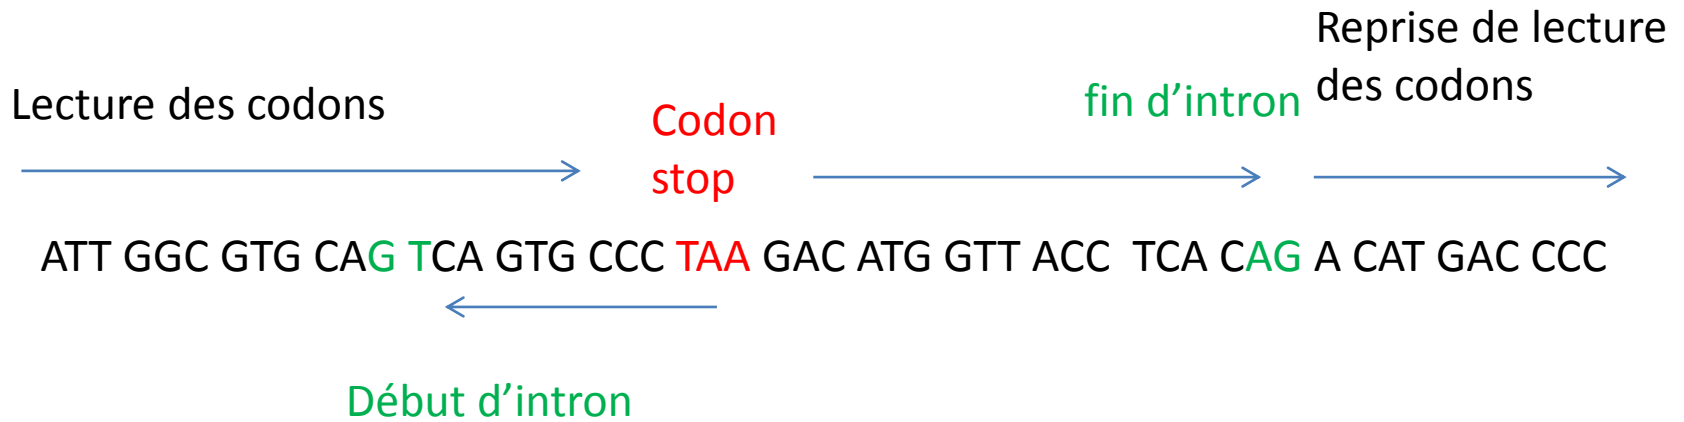 Lecture des codons
Codon
stop
fin d’intron
Reprise de lecture
des codons
ATT GGC GTG CAG TCA GTG CCC TAA GAC ATG GTT ACC TCA CAG A CAT GAC CCC
Début d’intron